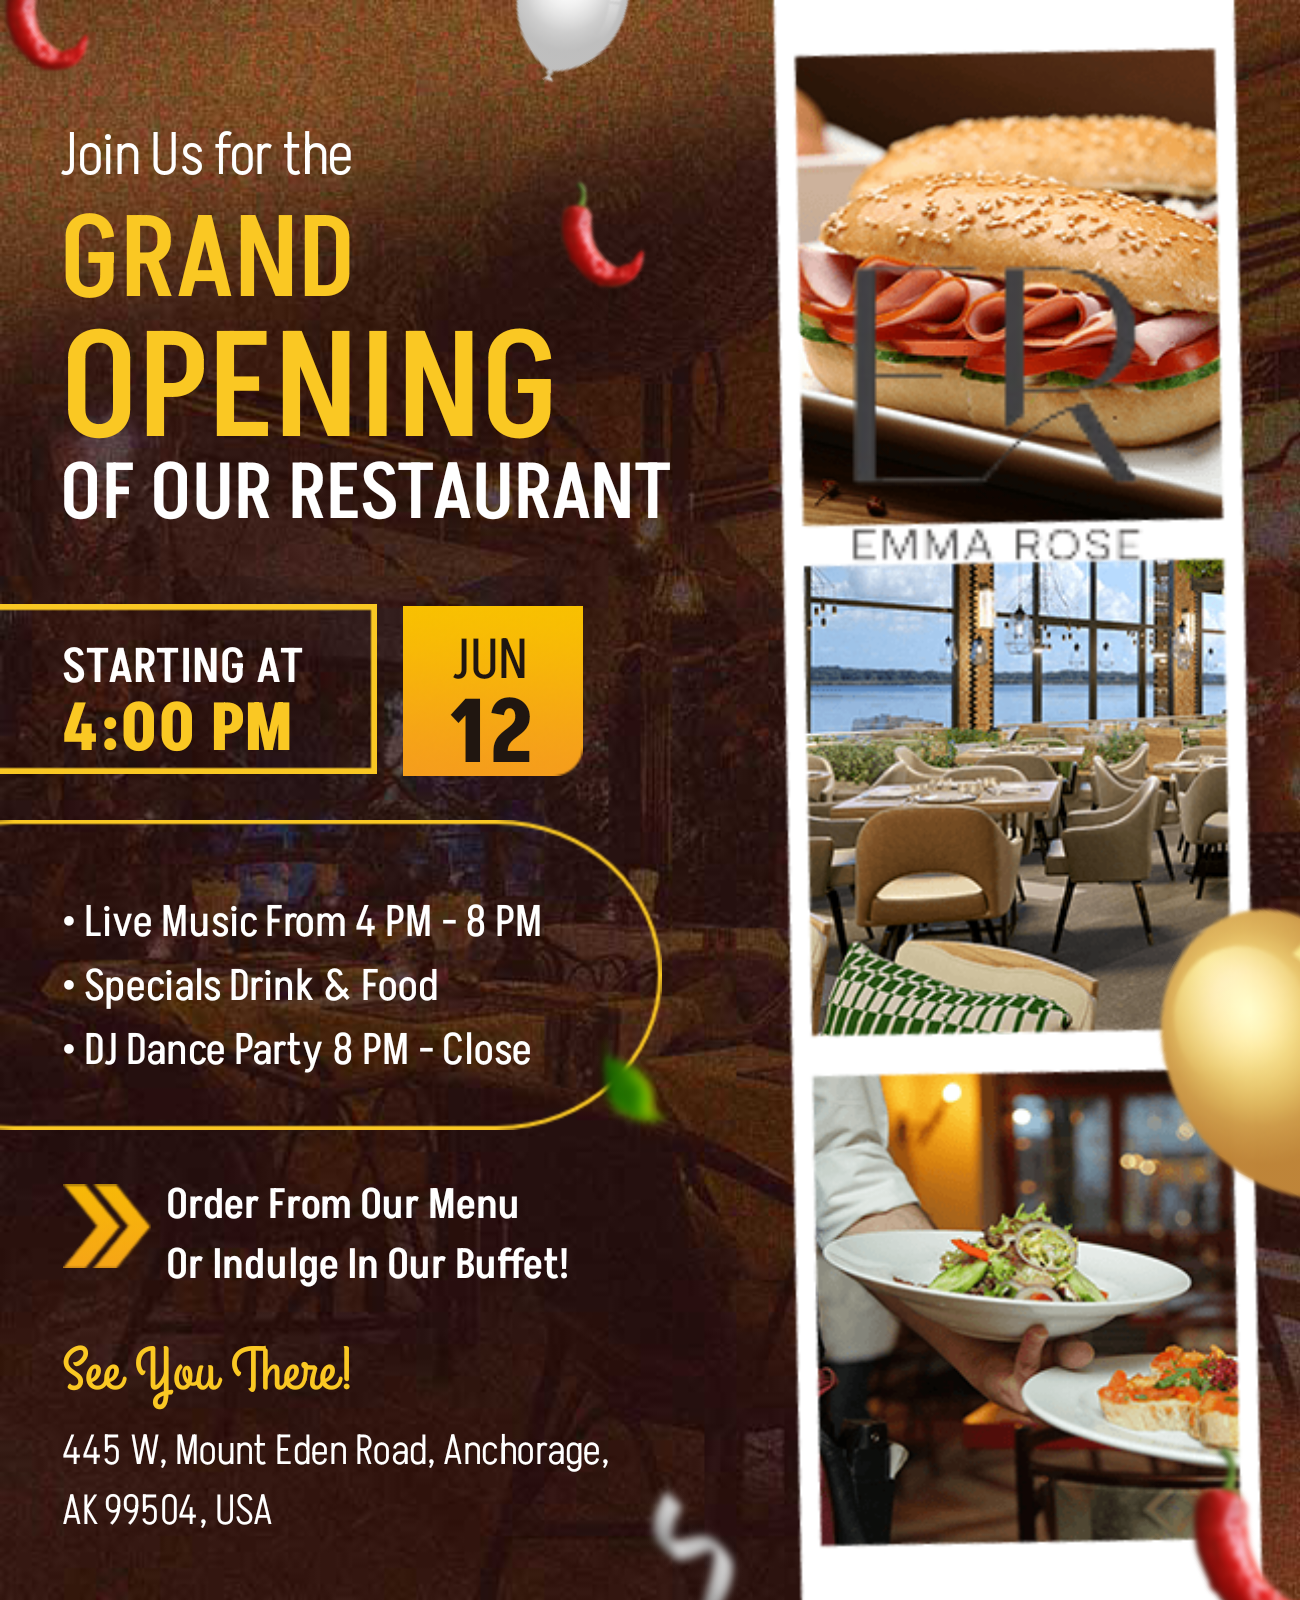 Join Us for the
GRAND
OPENING
OF OUR RESTAURANT
STARTING AT
4:00 PM
JUN
12
• Live Music From 4 PM - 8 PM
• Specials Drink & Food
• DJ Dance Party 8 PM - Close
Order From Our Menu
Or Indulge In Our Buffet!
See You There!
445 W, Mount Eden Road, Anchorage,
AK 99504, USA
ER
EMMA ROSE